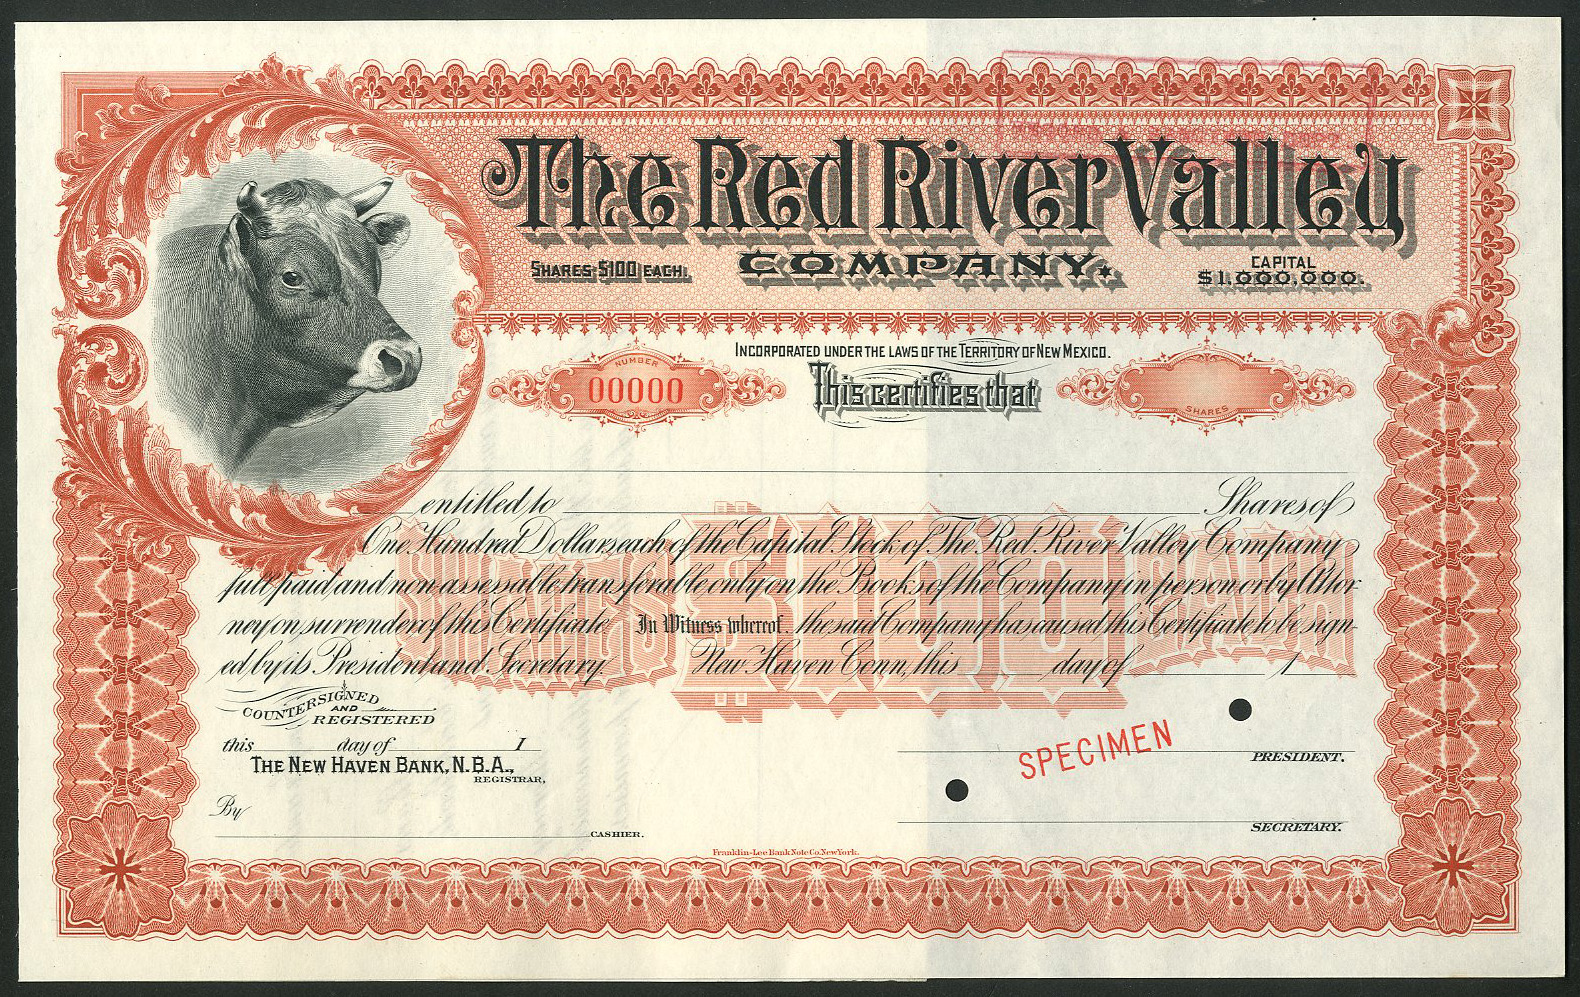 The Red River Valley
COMPANY.
SHARES $100 EACH.
CAPITAL
$1,000,000.
INCORPORATED UNDER THE LAWS OF THE TERRITORY OF NEW MEXICO.
NUMBER
00000
This certifies that
SHARES
entitled to Shares of
One Hundred Dollars each of the Capital Stock of The Red River Valley Company
full paid and non assessable, transferable only on the Books of the Company in person or by Attor
ney on surrender of this Certificate In Witness whereof, the said Company has caused this Certificate to be sign-
ed by its President and Secretary New Haven Conn, this day of 1
SHARES $100 EACH
COUNTERSIGNED
AND
REGISTERED
this day of 1
THE NEW HAVEN BANK, N.B.A.,
REGISTRAR,
By
CASHIER.
SPECIMEN
PRESIDENT.
SECRETARY.
Franklin-Lee Bank Note Co. New York.